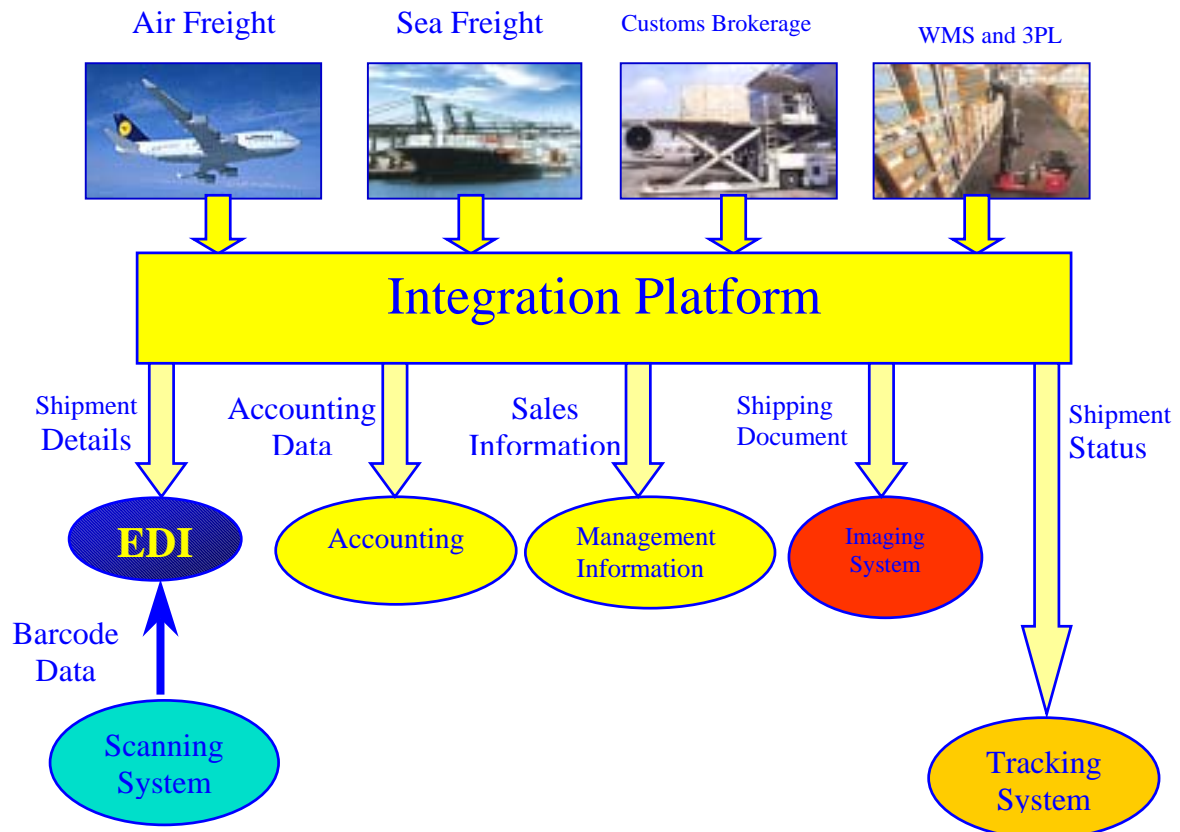 Air Freight
Sea Freight
Customs Brokerage
WMS and 3PL
Integration Platform
Shipment
Details
Accounting
Data
Sales
Information
Shipping
Document
Shipment
Status
EDI
Accounting
Management
Information
Imaging
System
Barcode
Data
Scanning
System
Tracking
System